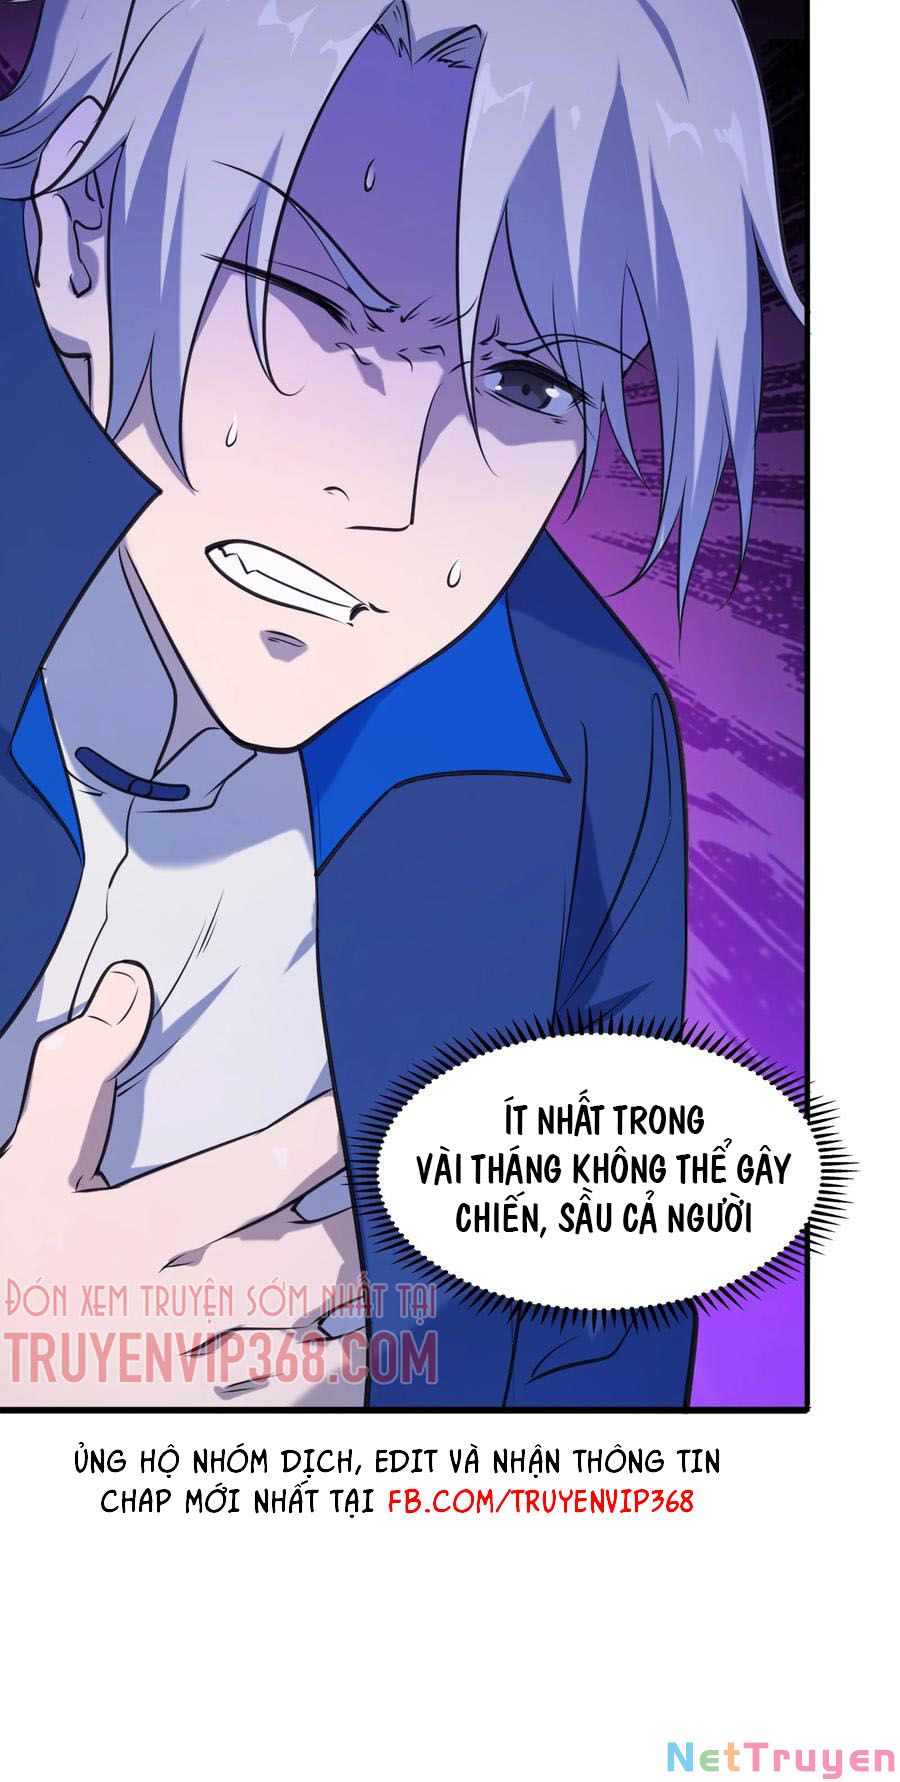 ÍT NHẤT TRONG
VÀI THÁNG KHÔNG THỂ GÂY
CHIẾN, SẦU CẢ NGƯỜI
ĐÓN XEM TRUYỆN SỚM NHẤT TẠI
TRUYENVIP368.COM
ỦNG HỘ NHÓM DỊCH, EDIT VÀ NHẬN THÔNG TIN
CHAP MỚI NHẤT TẠI FB.COM/TRUYENVIP368
NetTruyen